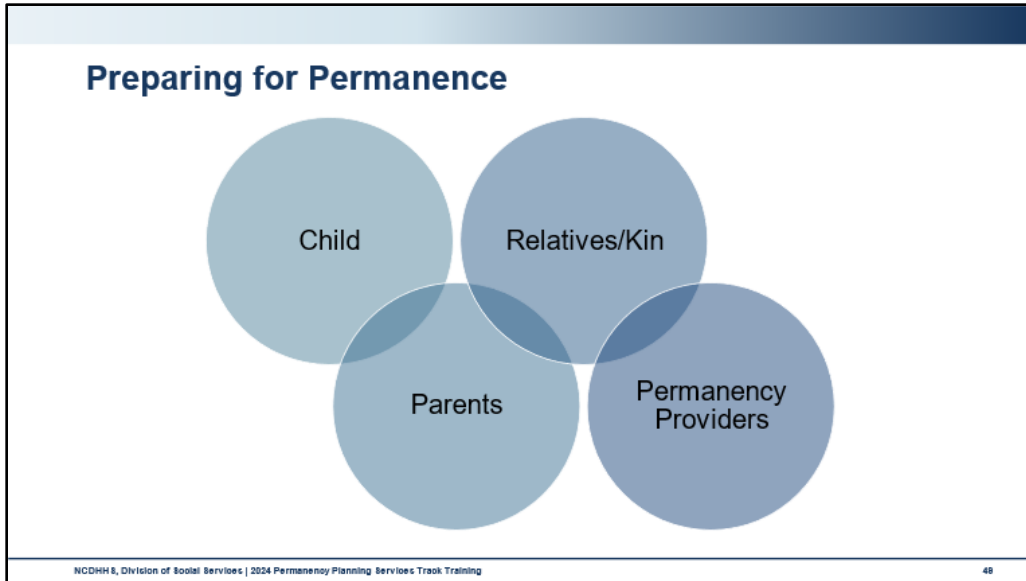 Preparing for Permanence
Child
Relatives/Kin
Parents
Permanency
Providers
NCDHHS, Division of Social Services | 2024 Permanency Planning Services Track Training
48